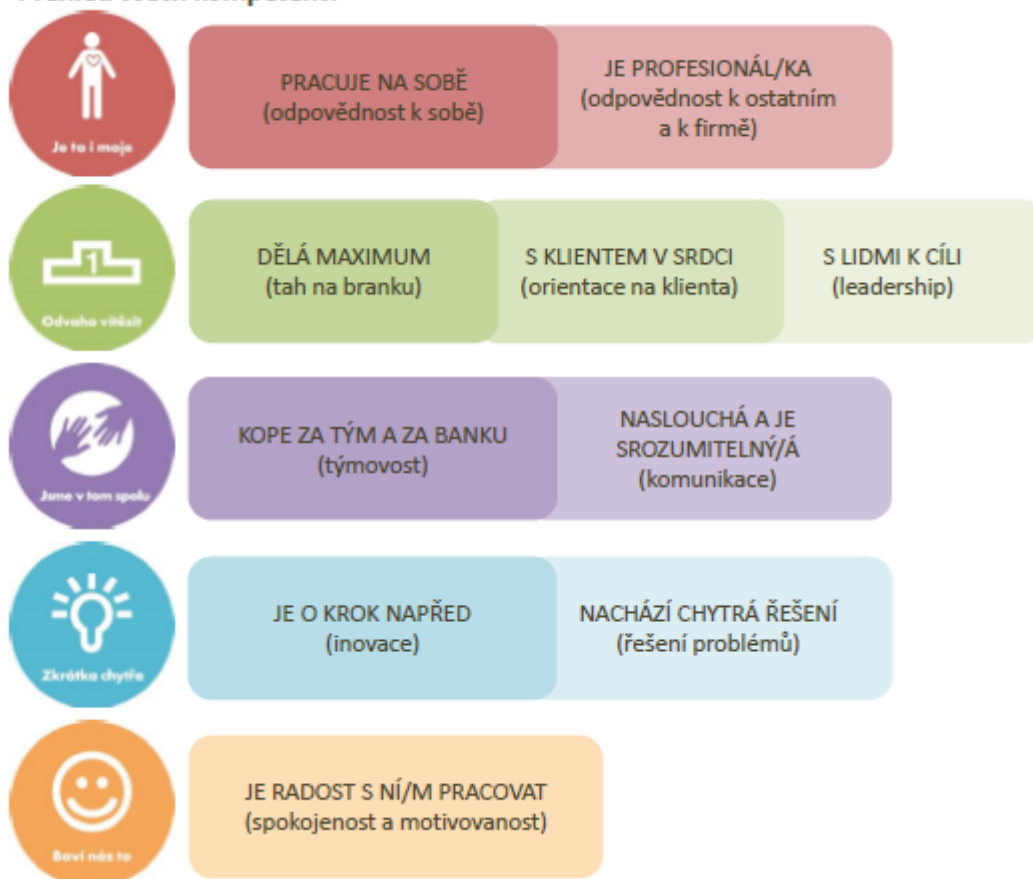 Je to i moje
PRACUJE NA SOBĚ
(odpovědnost k sobě)
JE PROFESIONÁL/KA
(odpovědnost k ostatním
a k firmě)
1
Odvaha vítězit
DĚLÁ MAXIMUM
(tah na branku)
S KLIENTEM V SRDCI
(orientace na klienta)
S LIDMI K CÍLI
(leadership)
Jsme v tom spolu
KOPE ZA TÝM A ZA BANKU
(týmovost)
NASLOUCHÁ A JE
SROZUMITELNÝ/Á
(komunikace)
Zkrátka chytře
JE O KROK NAPŘED
(inovace)
NACHÁZÍ CHYTRÁ ŘEŠENÍ
(řešení problémů)
Baví nás to
JE RADOST S NÍ/M PRACOVAT
(spokojenost a motivovanost)